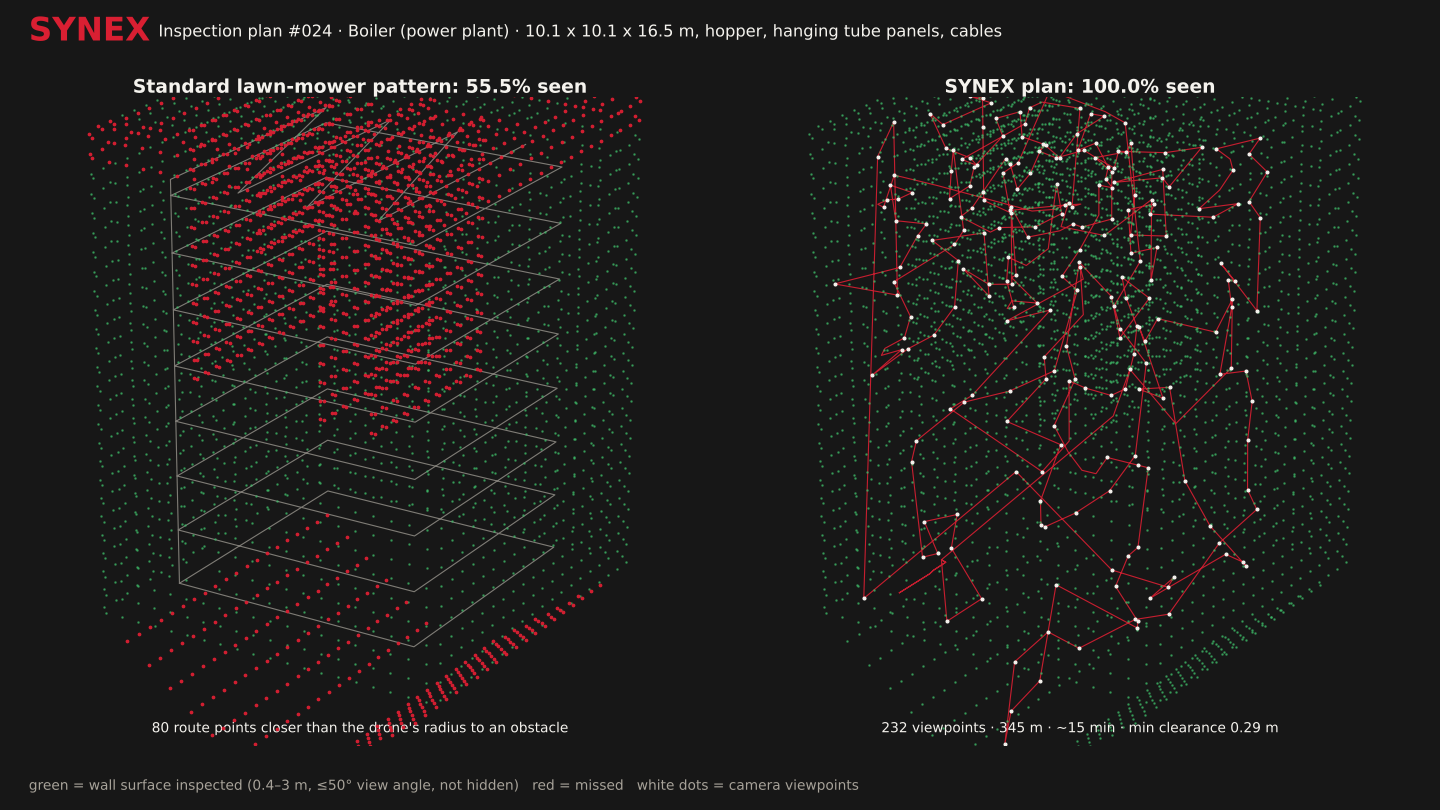 SYNEX Inspection plan #024 · Boiler (power plant) · 10.1 x 10.1 x 16.5 m, hopper, hanging tube panels, cables
Standard lawn-mower pattern: 55.5% seen
SYNEX plan: 100.0% seen
80 route points closer than the drone's radius to an obstacle
232 viewpoints · 345 m · ~15 min · min clearance 0.29 m
green = wall surface inspected (0.4–3 m, ≤50° view angle, not hidden)   red = missed   white dots = camera viewpoints